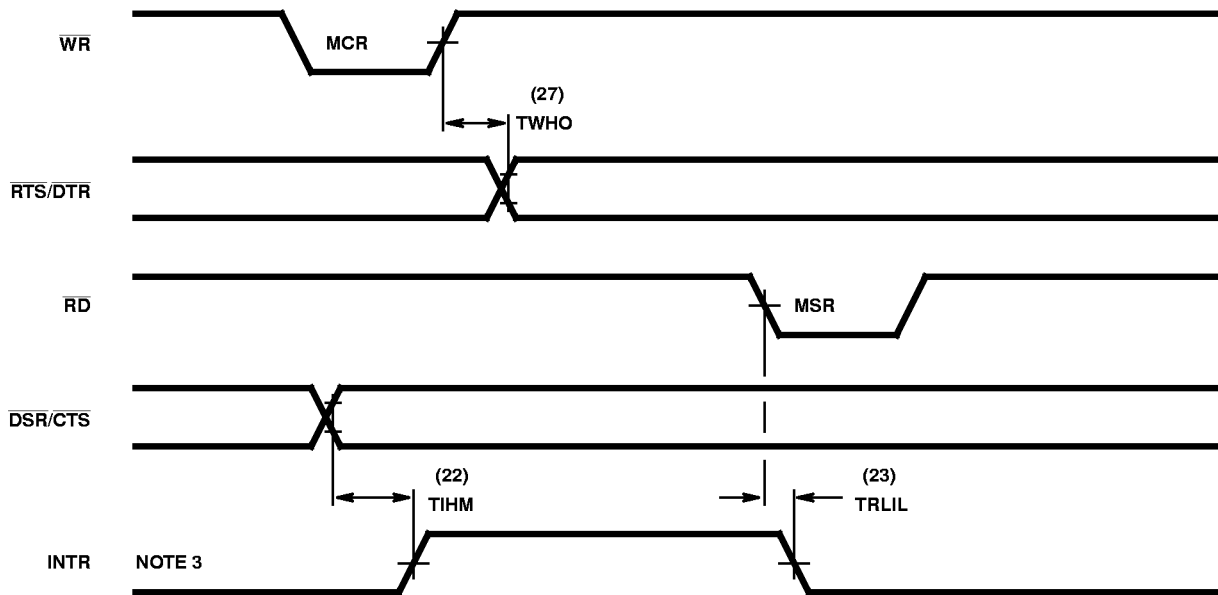 WR
MCR
(27)
TWHO
RTS/DTR
RD
MSR
DSR/CTS
(22)
TIHM
(23)
TRLIL
INTR
NOTE 3